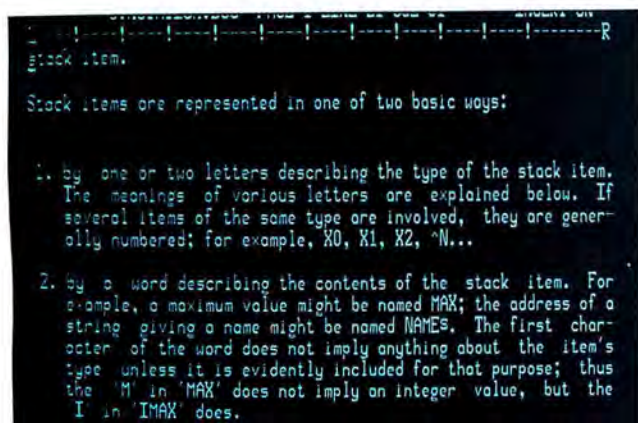 PAGE 1 LINE INSERT ON
!----!----!----!----!----!----!----!----!----!----!--------R
stack item.
Stack items are represented in one of two basic ways:
1. by one or two letters describing the type of the stack item.
The meanings of various letters are explained below. If
several items of the same type are involved, they are gener-
ally numbered; for example, X0, X1, X2, ^N...
2. by a word describing the contents of the stack item. For
example, a maximum value might be named MAX; the address of a
string giving a name might be named NAMES. The first char-
acter of the word does not imply anything about the item's
type unless it is evidently included for that purpose; thus
the 'M' in 'MAX' does not imply an integer value, but the
'I' in 'IMAX' does.